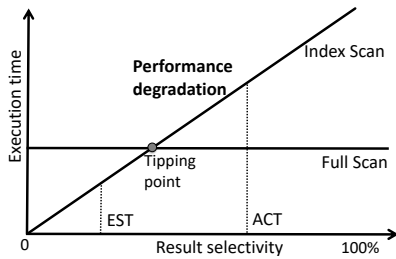 Execution time
Index Scan
Performance
degradation
Tipping
point
Full Scan
EST
ACT
0
Result selectivity
100%